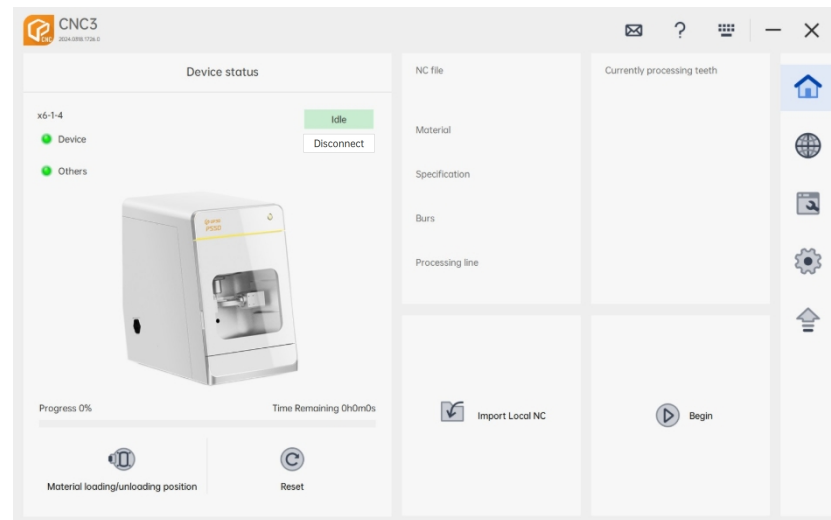 CNC3
Device status
x6-1-4
Idle
Device
Disconnect
Others
P55D
Progress 0%
Time Remaining 0h0m0s
Material loading/unloading position
Reset
NC file
Material
Specification
Burs
Processing line
Currently processing teeth
Import Local NC
Begin